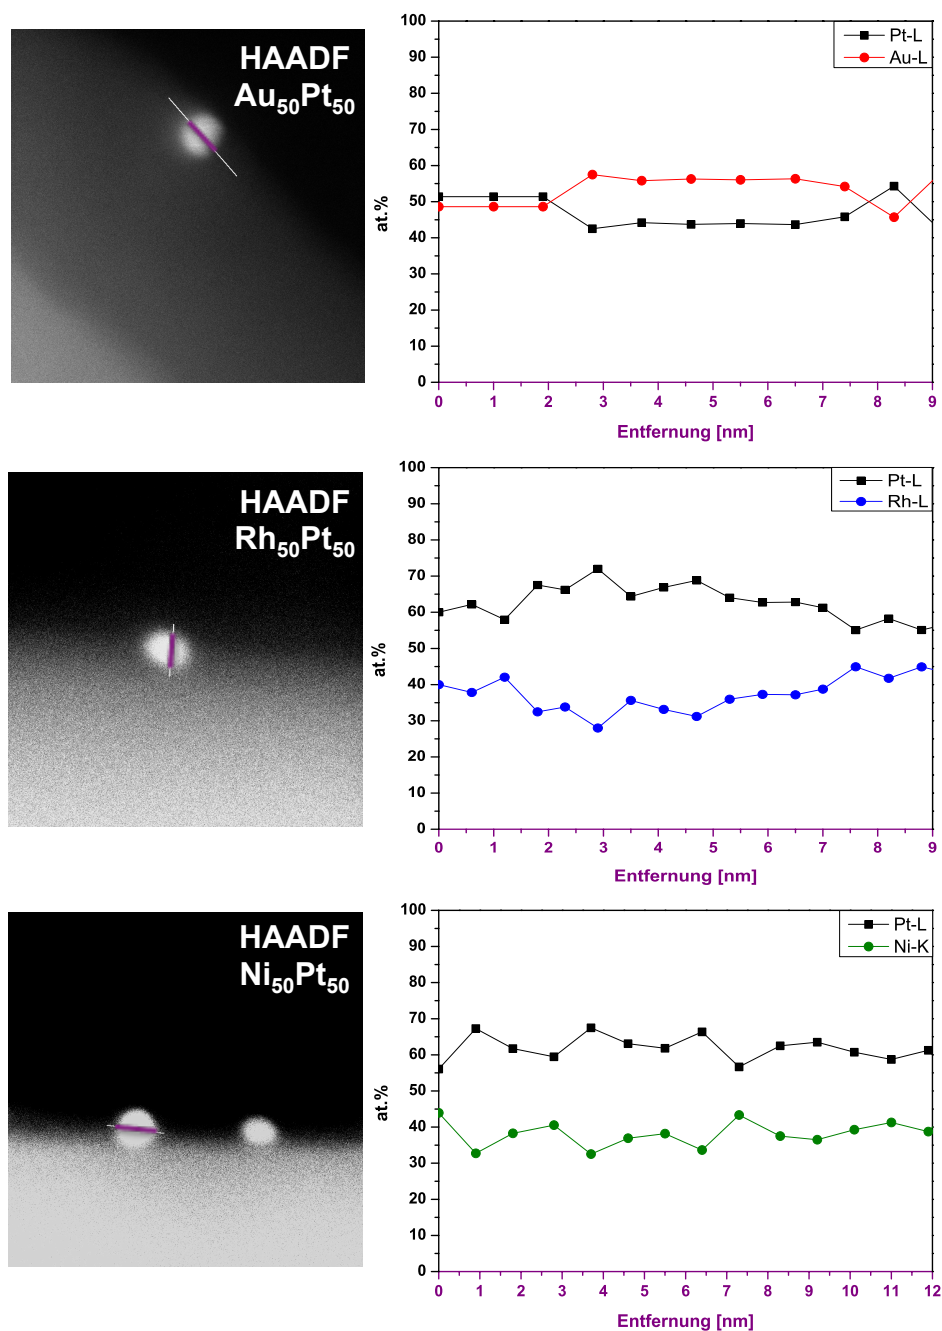 HAADF
Au50Pt50
100
90
80
70
60
50
40
30
20
10
0
at.%
Pt-L
Au-L
0 1 2 3 4 5 6 7 8 9
Entfernung [nm]
HAADF
Rh50Pt50
100
90
80
70
60
50
40
30
20
10
0
at.%
Pt-L
Rh-L
0 1 2 3 4 5 6 7 8 9
Entfernung [nm]
HAADF
Ni50Pt50
100
90
80
70
60
50
40
30
20
10
0
at.%
Pt-L
Ni-K
0 1 2 3 4 5 6 7 8 9 10 11 12
Entfernung [nm]